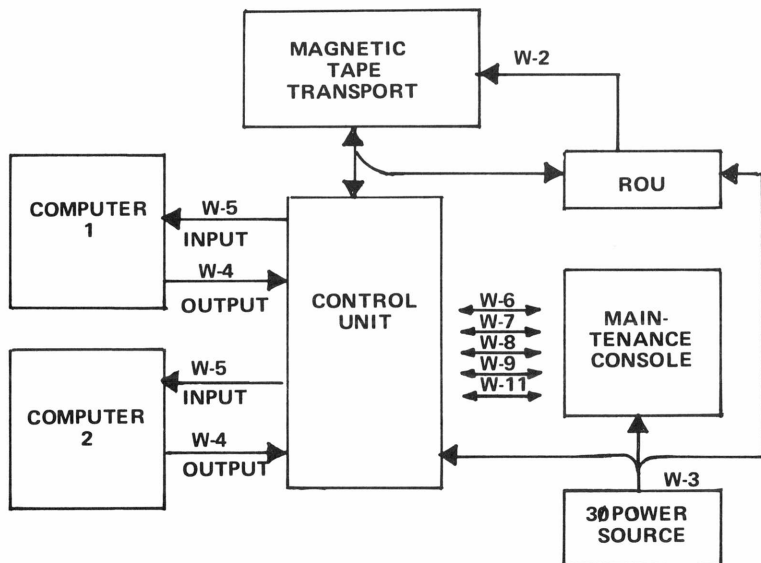 MAGNETIC
TAPE
TRANSPORT
W-2
ROU
COMPUTER
1
W-5
INPUT
W-4
OUTPUT
CONTROL
UNIT
W-6
W-7
W-8
W-9
W-11
MAIN-
TENANCE
CONSOLE
COMPUTER
2
W-5
INPUT
W-4
OUTPUT
W-3
3Ø POWER
SOURCE